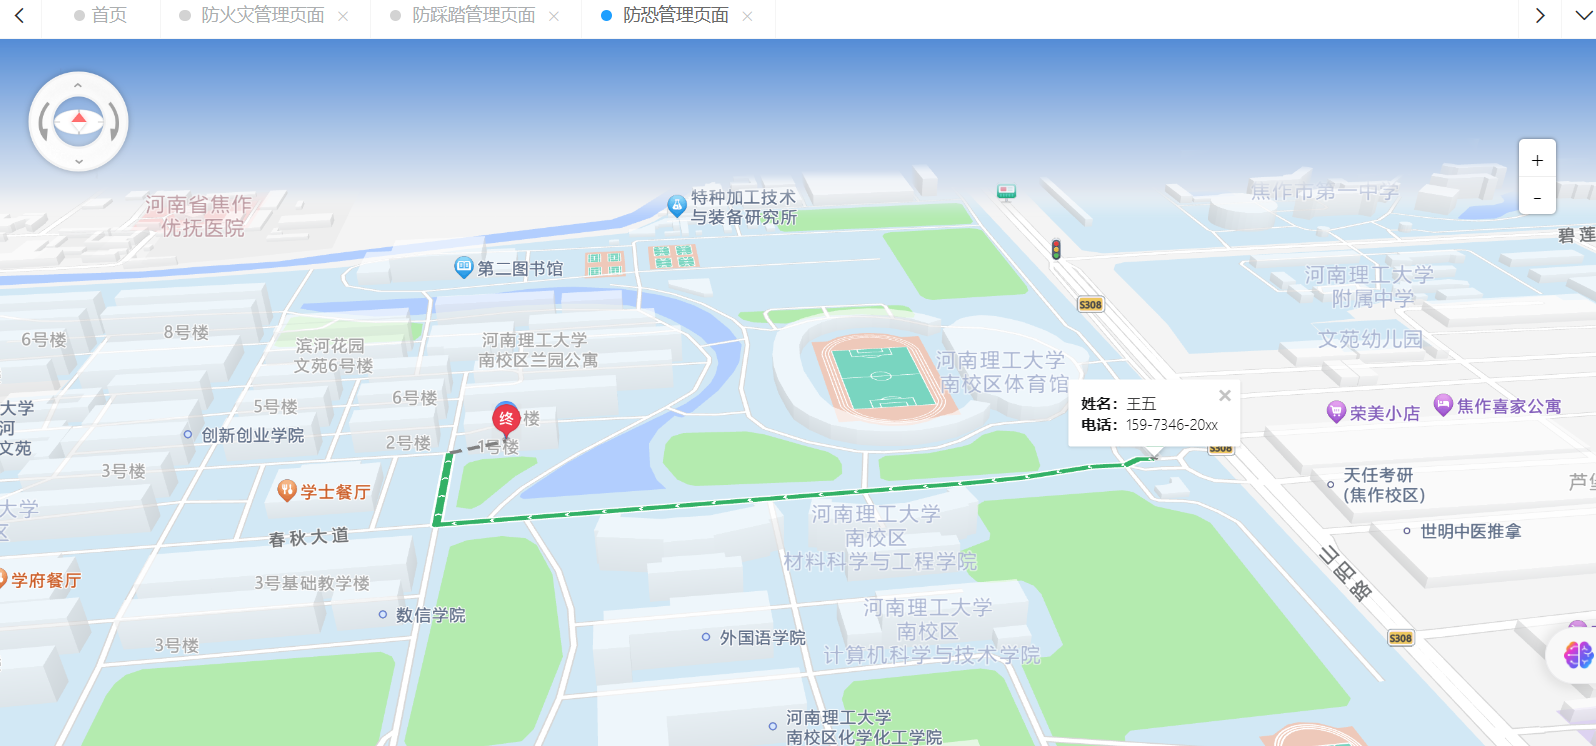 首页
防火灾管理页面
防踩踏管理页面
防恐管理页面
+
-
河南省焦作
优抚医院
特种加工技术
与装备研究所
焦作市第一中学
碧莲
第二图书馆
河南理工大学
附属中学
S308
文苑幼儿园
6号楼
8号楼
滨河花园
文苑6号楼
河南理工大学
南校区兰园公寓
河南理工大学
南校区体育馆
姓名：王五
电话：159-7346-20xx
S308
荣美小店
焦作喜家公寓
大学
河
文苑
5号楼
6号楼
终
楼
1号楼
2号楼
创新创业学院
3号楼
学士餐厅
天任考研
(焦作校区)
世明中医推拿
大学
区
春秋大道
河南理工大学
南校区
材料科学与工程学院
学府餐厅
3号基础教学楼
山阳路
数信学院
河南理工大学
南校区
计算机科学与技术学院
外国语学院
S308
3号楼
河南理工大学
南校区化学化工学院